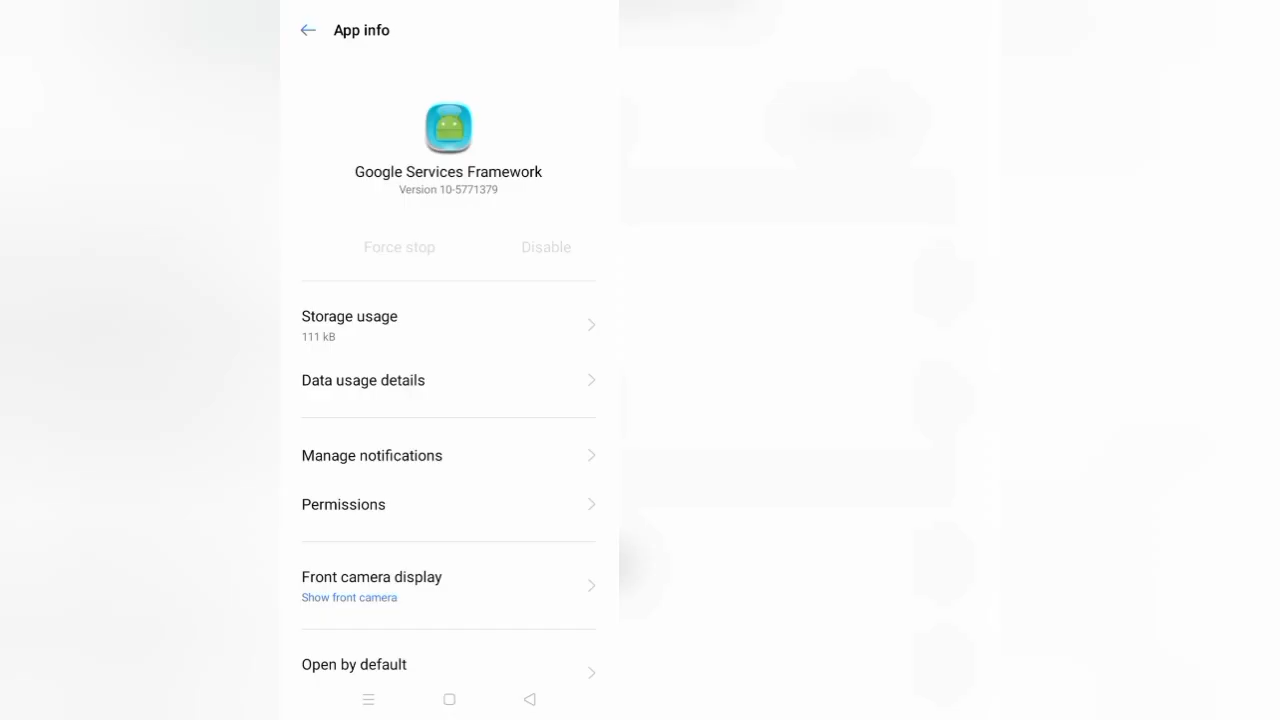 App info
Google Services Framework
Version 10-5771379
Force stop
Disable
Storage usage
111 kB
Data usage details
Manage notifications
Permissions
Front camera display
Show front camera
Open by default